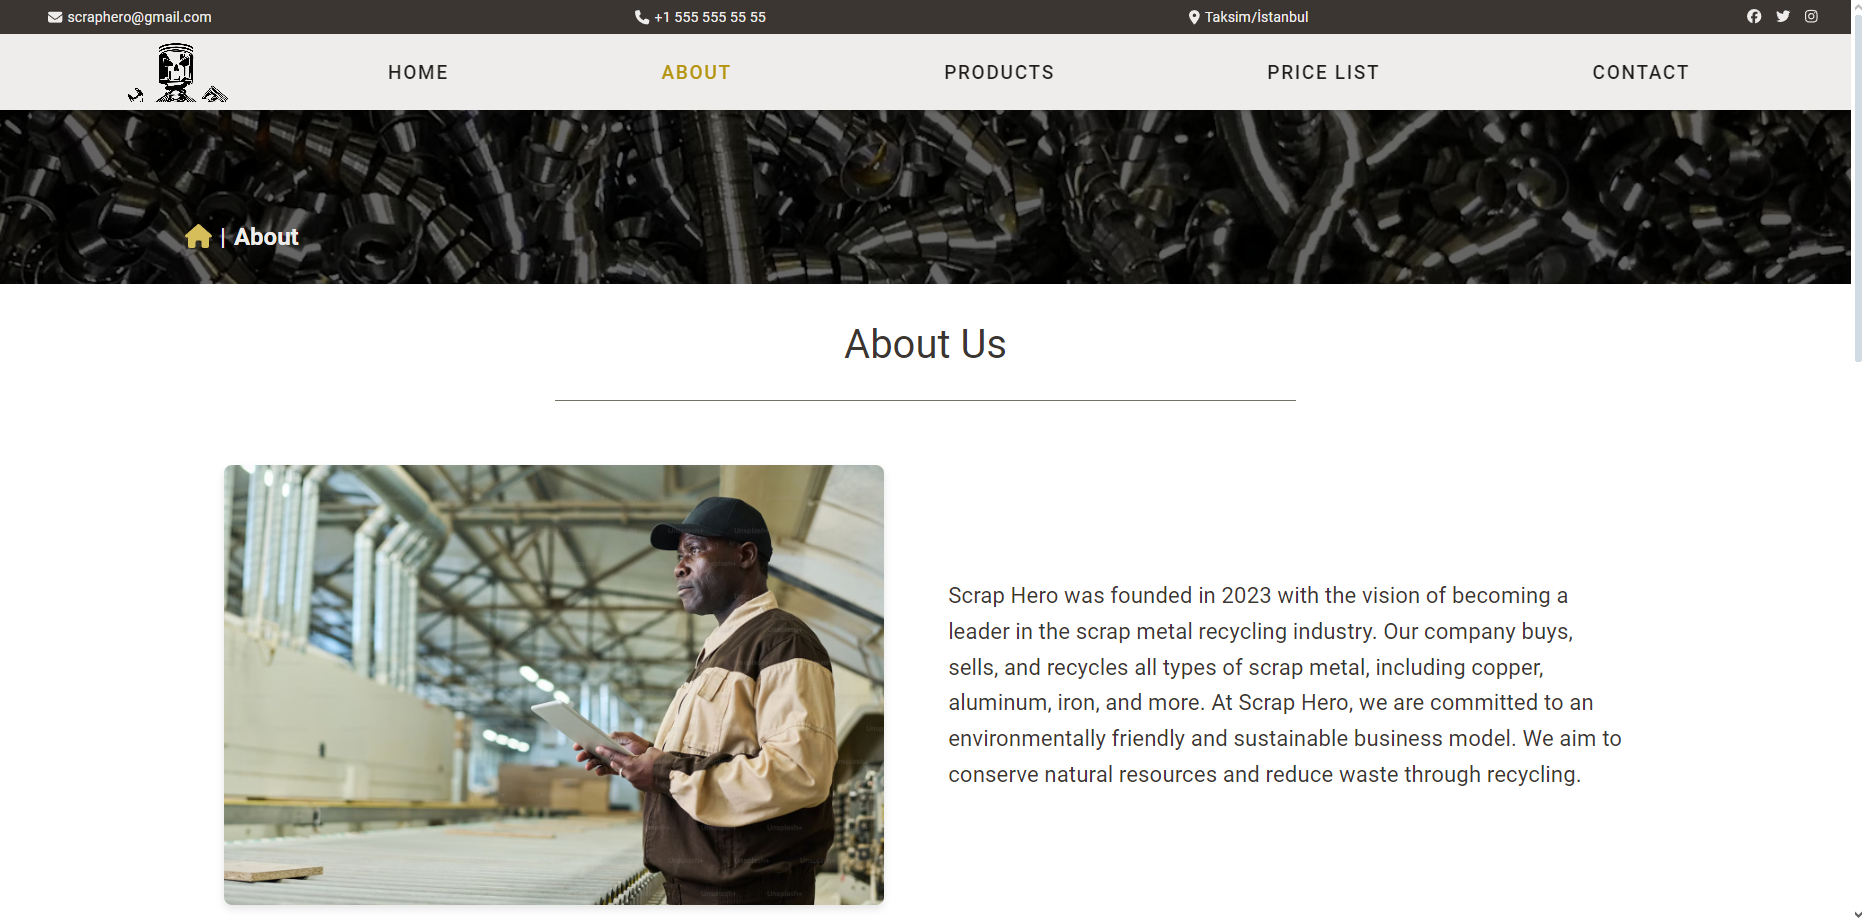 scraphero@gmail.com
+1 555 555 55 55
Taksim/İstanbul
HOME
ABOUT
PRODUCTS
PRICE LIST
CONTACT
| About
About Us
Scrap Hero was founded in 2023 with the vision of becoming a
leader in the scrap metal recycling industry. Our company buys,
sells, and recycles all types of scrap metal, including copper,
aluminum, iron, and more. At Scrap Hero, we are committed to an
environmentally friendly and sustainable business model. We aim to
conserve natural resources and reduce waste through recycling.